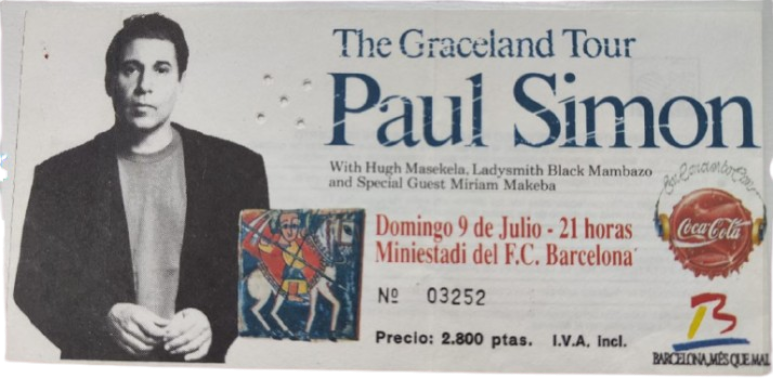 The Graceland Tour
Paul Simon
With Hugh Masekela, Ladysmith Black Mambazo
and Special Guest Miriam Makeba
Domingo 9 de Julio - 21 horas
Miniestadi del F.C. Barcelona
Nº 03252
Precio: 2.800 ptas. I.V.A. incl.
Coca-Cola
BARCELONA, MÉS QUE MAI